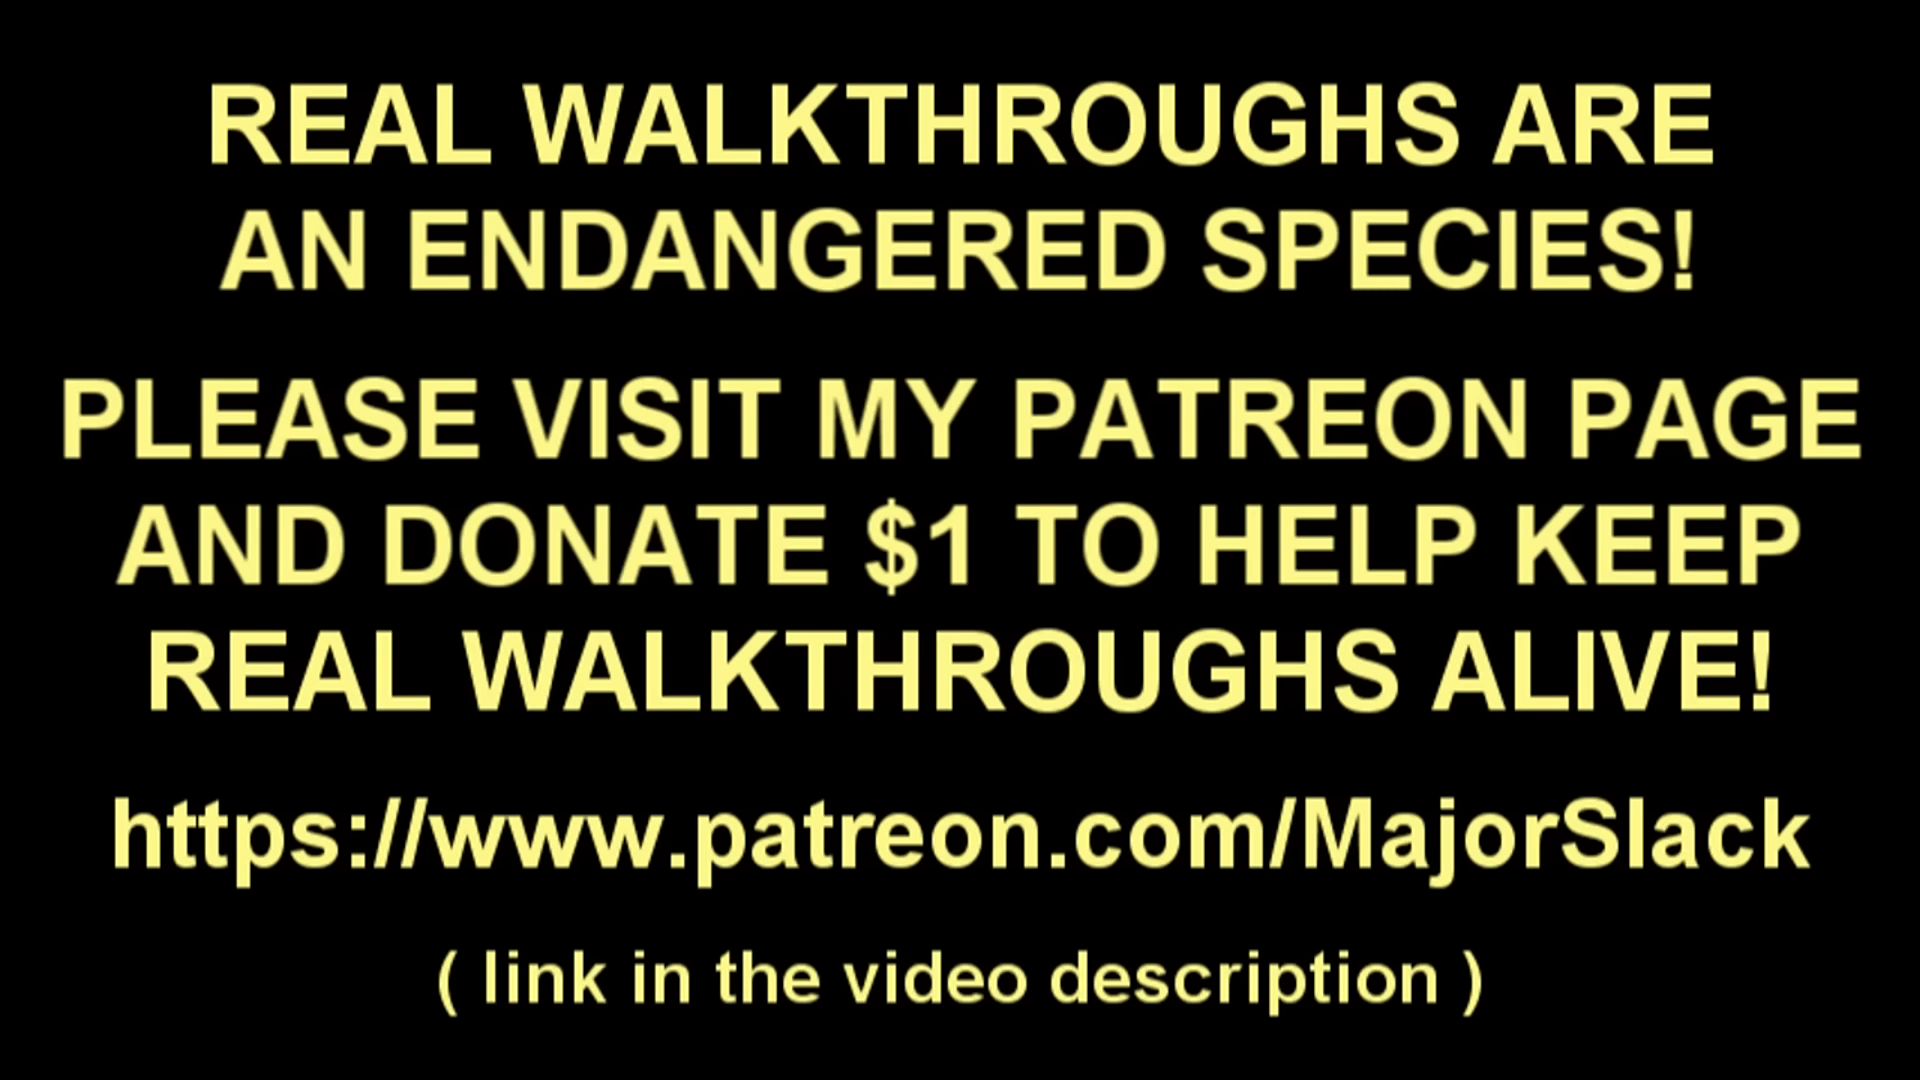 REAL WALKTHROUGHS ARE
AN ENDANGERED SPECIES!
PLEASE VISIT MY PATREON PAGE
AND DONATE $1 TO HELP KEEP
REAL WALKTHROUGHS ALIVE!
https://www.patreon.com/MajorSlack
( link in the video description )